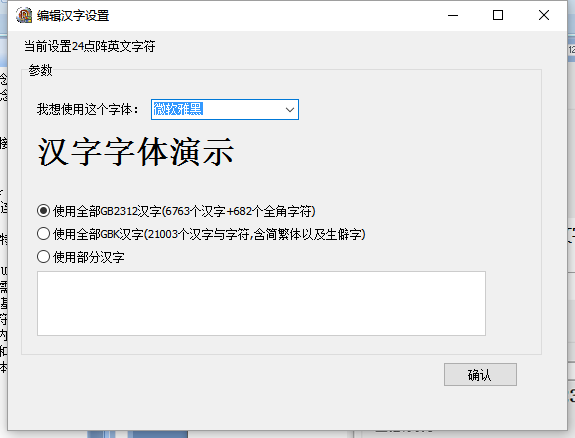 编辑汉字设置
当前设置24点阵英文字符
参数
我想使用这个字体：
微软雅黑
汉字字体演示
使用全部GB2312汉字(6763个汉字+682个全角字符)
使用全部GBK汉字(21003个汉字与字符,含简繁体以及生僻字)
使用部分汉字
确认